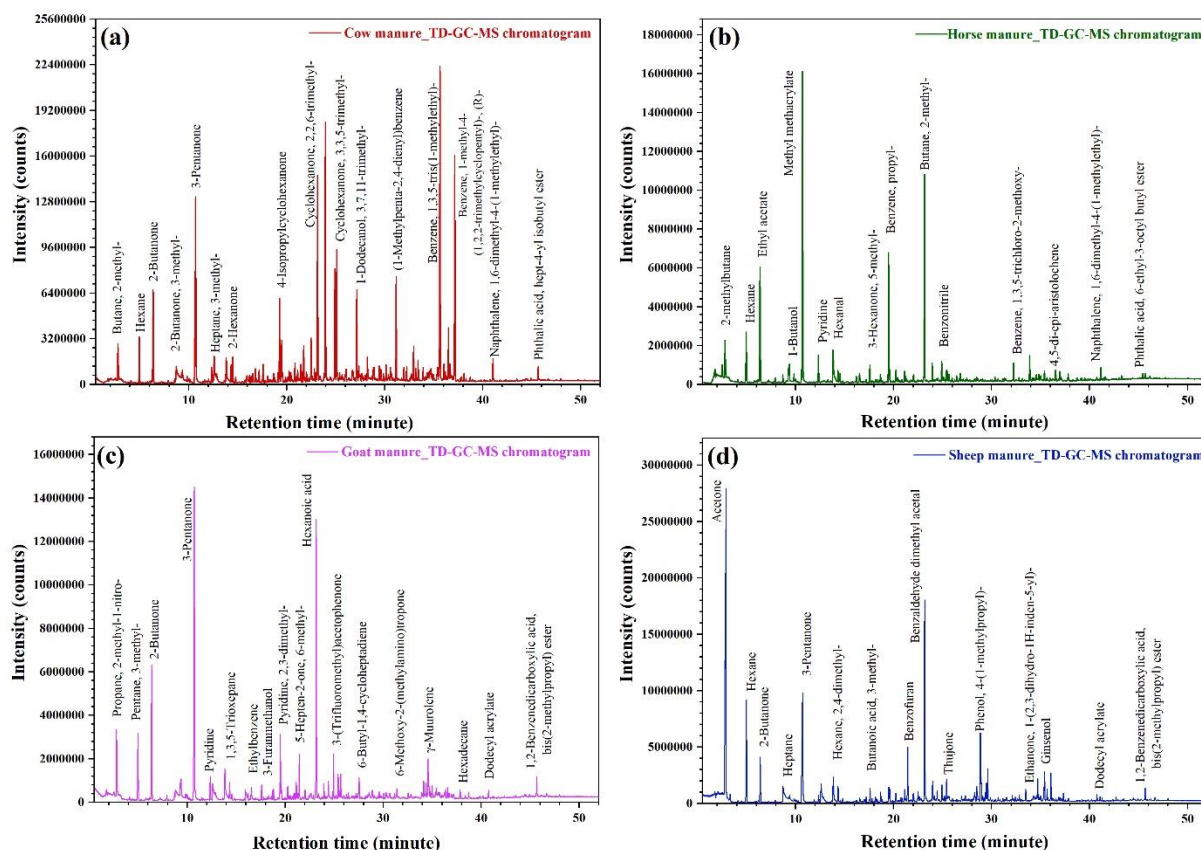 (a)
Cow manure_TD-GC-MS chromatogram
Intensity (counts)
25600000
22400000
19200000
16000000
12800000
9600000
6400000
3200000
0
Butane, 2-methyl-
Hexane
2-Butanone
2-Butanone, 3-methyl-
3-Pentanone
Heptane, 3-methyl-
2-Hexanone
4-Isopropylcyclohexanone
Cyclohexanone, 2,2,6-trimethyl-
Cyclohexanone, 3,3,5-trimethyl-
1-Dodecanol, 3,7,11-trimethyl-
(1-Methylpenta-2,4-dienyl)benzene
Benzene, 1,3,5-tris(1-methylethyl)-
Benzene, 1-methyl-4-
(1,2,2-trimethylcyclopentyl)-, (R)-
Naphthalene, 1,6-dimethyl-4-(1-methylethyl)-
Phthalic acid, hept-4-yl isobutyl ester
10
20
30
40
50
Retention time (minute)
(b)
Horse manure_TD-GC-MS chromatogram
Intensity (counts)
18000000
16000000
14000000
12000000
10000000
8000000
6000000
4000000
2000000
0
2-methylbutane
Hexane
Ethyl acetate
1-Butanol
Methyl methacrylate
Pyridine
Hexanal
3-Hexanone, 5-methyl-
Benzene, propyl-
Butane, 2-methyl-
Benzonitrile
Benzene, 1,3,5-trichloro-2-methoxy-
4,5-di-epi-aristolochene
Naphthalene, 1,6-dimethyl-4-(1-methylethyl)-
Phthalic acid, 6-ethyl-3-octyl butyl ester
10
20
30
40
50
Retention time (minute)
(c)
Goat manure_TD-GC-MS chromatogram
Intensity (counts)
16000000
14000000
12000000
10000000
8000000
6000000
4000000
2000000
0
Propane, 2-methyl-1-nitro-
Pentane, 3-methyl-
2-Butanone
3-Pentanone
Pyridine
1,3,5-Trioxepane
Ethylbenzene
3-Furanmethanol
Pyridine, 2,3-dimethyl-
5-Hepten-2-one, 6-methyl-
Hexanoic acid
3-(Trifluoromethyl)acetophenone
6-Butyl-1,4-cycloheptadiene
6-Methoxy-2-(methylamino)tropone
γ-Muurolene
Hexadecane
Dodecyl acrylate
1,2-Benzenedicarboxylic acid,
bis(2-methylpropyl) ester
10
20
30
40
50
Retention time (minute)
(d)
Sheep manure_TD-GC-MS chromatogram
Intensity (counts)
30000000
25000000
20000000
15000000
10000000
5000000
0
Acetone
Hexane
2-Butanone
Heptane
3-Pentanone
Hexane, 2,4-dimethyl-
Butanoic acid, 3-methyl-
Benzofuran
Benzaldehyde dimethyl acetal
Thujone
Phenol, 4-(1-methylpropyl)-
Ethanone, 1-(2,3-dihydro-1H-inden-5-yl)-
Ginsenol
Dodecyl acrylate
1,2-Benzenedicarboxylic acid,
bis(2-methylpropyl) ester
10
20
30
40
50
Retention time (minute)